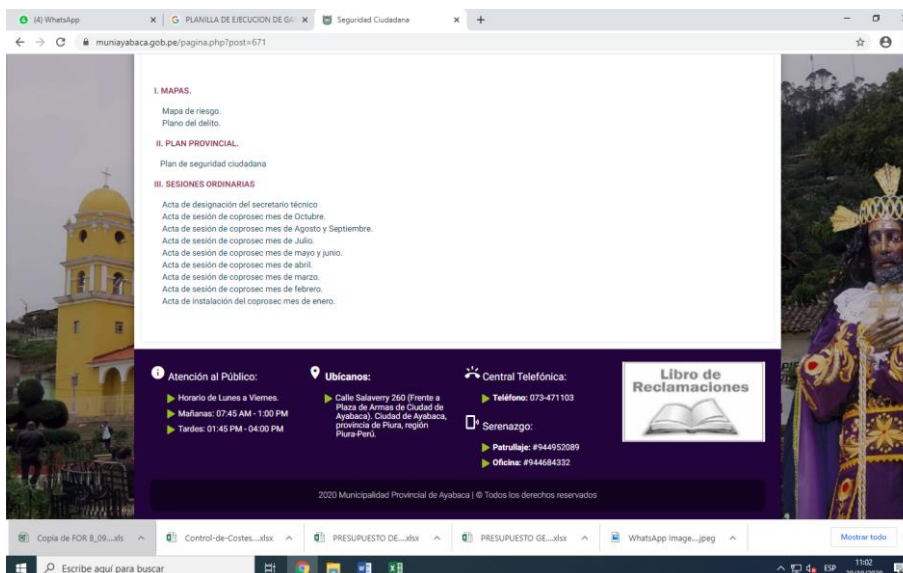 (4) WhatsApp
PLANILLA DE EJECUCION DE GA
Seguridad Ciudadana
muniayabaca.gob.pe/pagina.php?post=671
I. MAPAS.
Mapa de riesgo.
Plano del delito.
II. PLAN PROVINCIAL.
Plan de seguridad ciudadana
III. SESIONES ORDINARIAS
Acta de designación del secretario técnico
Acta de sesión de coprosec mes de Octubre.
Acta de sesión de coprosec mes de Agosto y Septiembre.
Acta de sesión de coprosec mes de Julio.
Acta de sesión de coprosec mes de mayo y junio.
Acta de sesión de coprosec mes de abril.
Acta de sesión de coprosec mes de marzo.
Acta de sesión de coprosec mes de febrero.
Acta de instalación del coprosec mes de enero.
Atención al Público:
Horario de Lunes a Viernes.
Mañanas: 07:45 AM - 1:00 PM
Tardes: 01:45 PM - 04:00 PM
Ubícanos:
Calle Salaverry 260 (Frente a
Plaza de Armas de Ciudad de
Ayabaca). Ciudad de Ayabaca,
provincia de Piura, región
Piura-Perú.
Central Telefónica:
Teléfono: 073-471103
Serenazgo:
Patrullaje: #944952089
Oficina: #944684332
Libro de
Reclamaciones
2020 Municipalidad Provincial de Ayabaca | © Todos los derechos reservados
Copia de FOR 8_09....xls
Control-de-Costes....xlsx
PRESUPUESTO DE...xlsx
PRESUPUESTO GE....xlsx
WhatsApp Image....jpeg
Mostrar todo
Escribe aquí para buscar
ESP
11:02